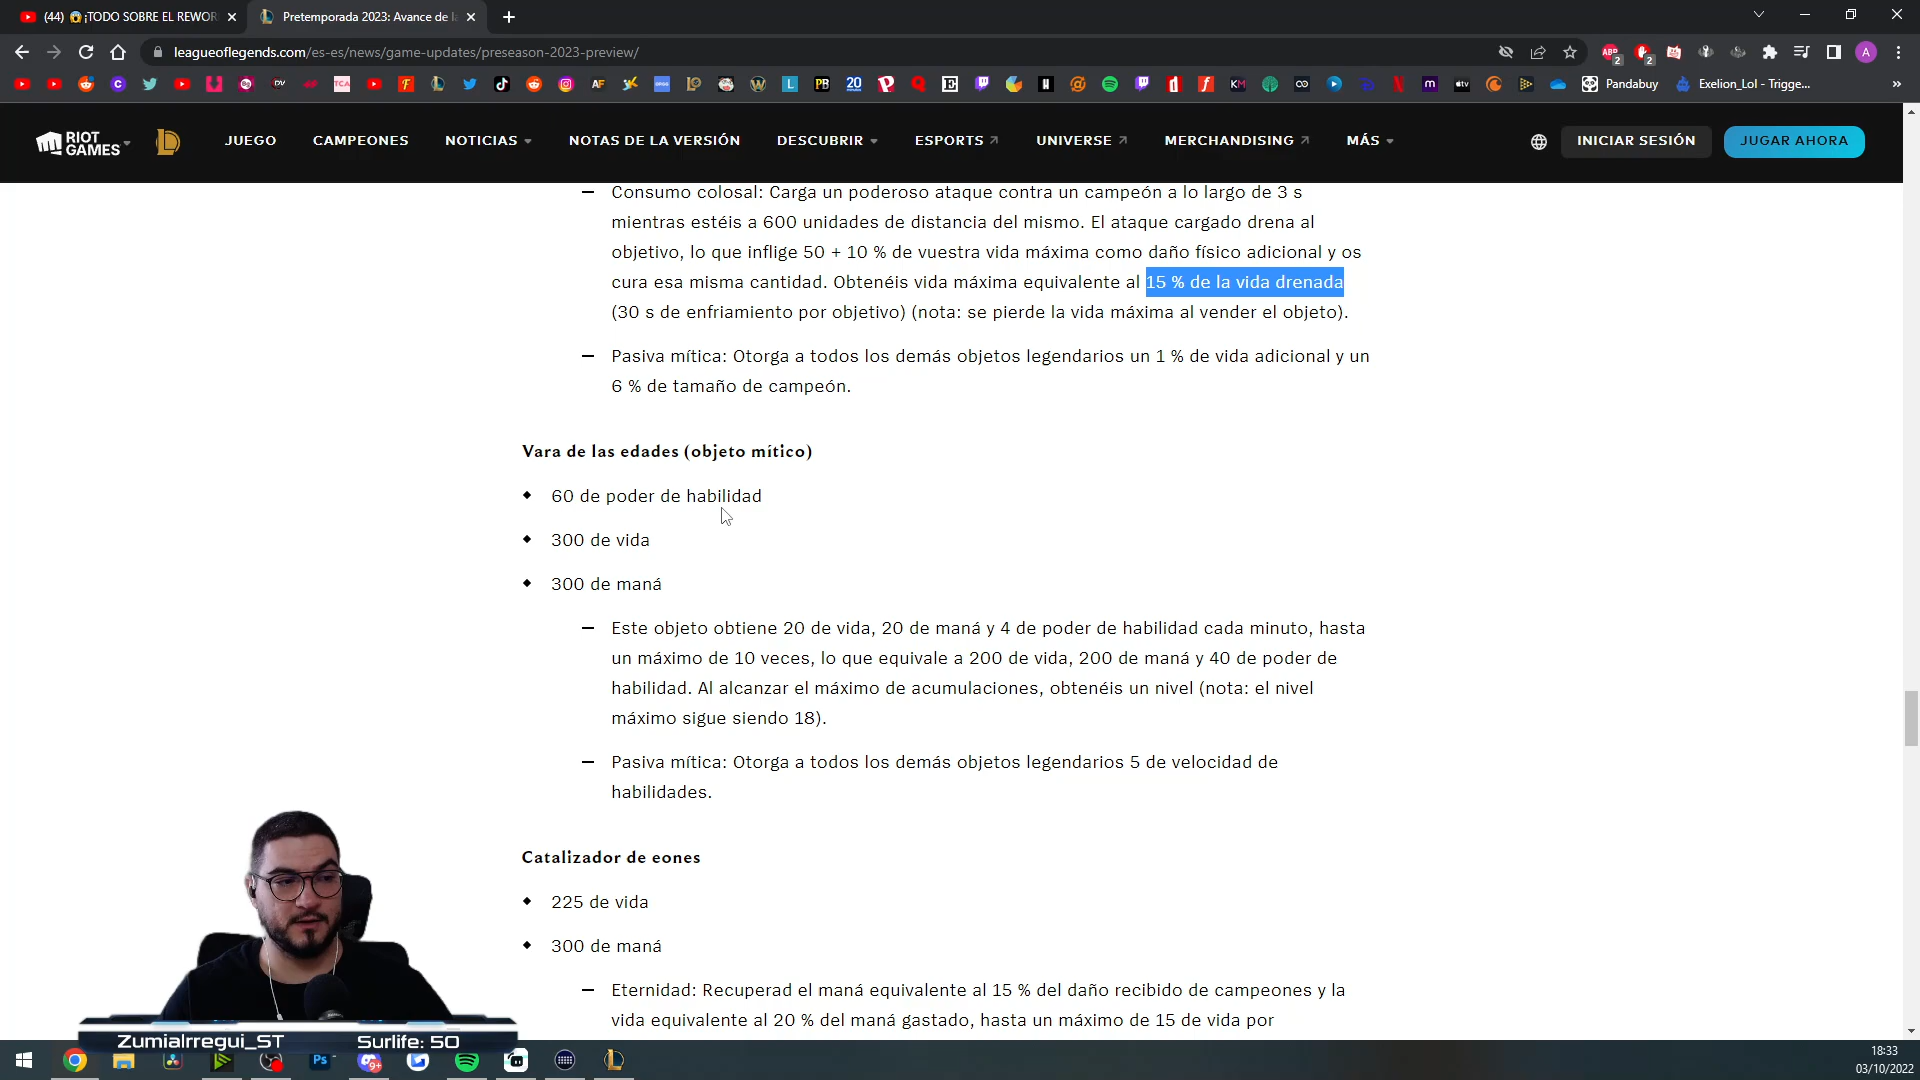 (44) 😱¡TODO SOBRE EL REWOR
Pretemporada 2023: Avance de la
leagueoflegends.com/es-es/news/game-updates/preseason-2023-preview/
Pandabuy
Exelion_Lol - Trigge...
RIOT GAMES
JUEGO
CAMPEONES
NOTICIAS
NOTAS DE LA VERSIÓN
DESCUBRIR
ESPORTS
UNIVERSE
MERCHANDISING
MÁS
INICIAR SESIÓN
JUGAR AHORA
– Consumo colosal: Carga un poderoso ataque contra un campeón a lo largo de 3 s
mientras estéis a 600 unidades de distancia del mismo. El ataque cargado drena al
objetivo, lo que inflige 50 + 10 % de vuestra vida máxima como daño físico adicional y os
cura esa misma cantidad. Obtenéis vida máxima equivalente al 15 % de la vida drenada
(30 s de enfriamiento por objetivo) (nota: se pierde la vida máxima al vender el objeto).
– Pasiva mítica: Otorga a todos los demás objetos legendarios un 1 % de vida adicional y un
6 % de tamaño de campeón.
Vara de las edades (objeto mítico)
60 de poder de habilidad
300 de vida
300 de maná
– Este objeto obtiene 20 de vida, 20 de maná y 4 de poder de habilidad cada minuto, hasta
un máximo de 10 veces, lo que equivale a 200 de vida, 200 de maná y 40 de poder de
habilidad. Al alcanzar el máximo de acumulaciones, obtenéis un nivel (nota: el nivel
máximo sigue siendo 18).
– Pasiva mítica: Otorga a todos los demás objetos legendarios 5 de velocidad de
habilidades.
Catalizador de eones
225 de vida
300 de maná
– Eternidad: Recuperad el maná equivalente al 15 % del daño recibido de campeones y la
vida equivalente al 20 % del maná gastado, hasta un máximo de 15 de vida por
ZumiaIrregui_ST
Surlife: 50
18:33
03/10/2022